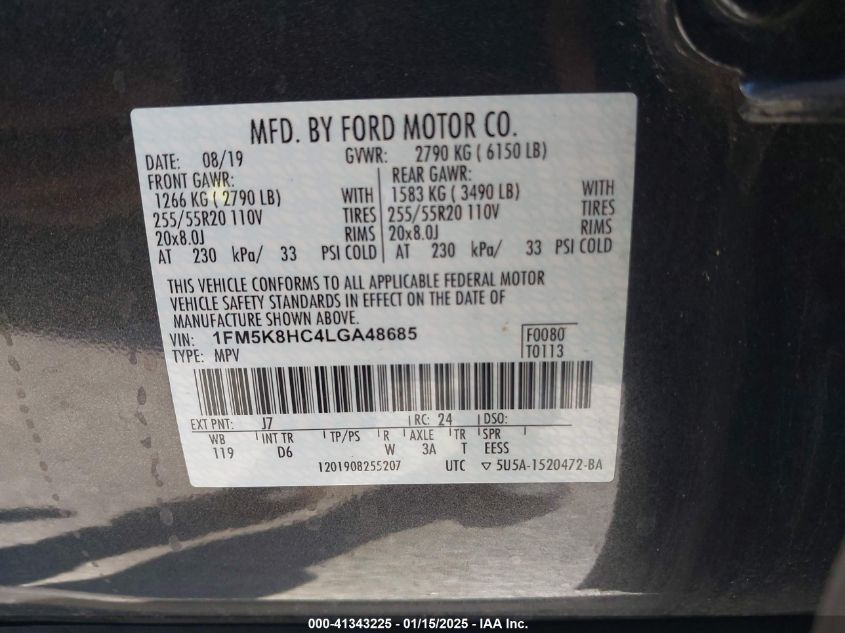 MFD. BY FORD MOTOR CO.
DATE: 08/19 GVWR: 2790 KG ( 6150 LB)
FRONT GAWR: REAR GAWR:
1266 KG ( 2790 LB) WITH 1583 KG ( 3490 LB) WITH
255/55R20 110V TIRES 255/55R20 110V TIRES
20x8.0J RIMS 20x8.0J RIMS
AT 230 kPa/ 33 PSI COLD AT 230 kPa/ 33 PSI COLD
THIS VEHICLE CONFORMS TO ALL APPLICABLE FEDERAL MOTOR
VEHICLE SAFETY STANDARDS IN EFFECT ON THE DATE OF
MANUFACTURE SHOWN ABOVE.
VIN: 1FM5K8HC4LGA48685 F0080
TYPE: MPV T0113
EXT PNT: J7 RC: 24 DSO:
WB INT TR TP/PS R AXLE TR SPR
119 D6 W 3A T EESS
1201908255207 UTC ▽ 5U5A-1520472-BA
000-41343225 - 01/15/2025 - IAA Inc.